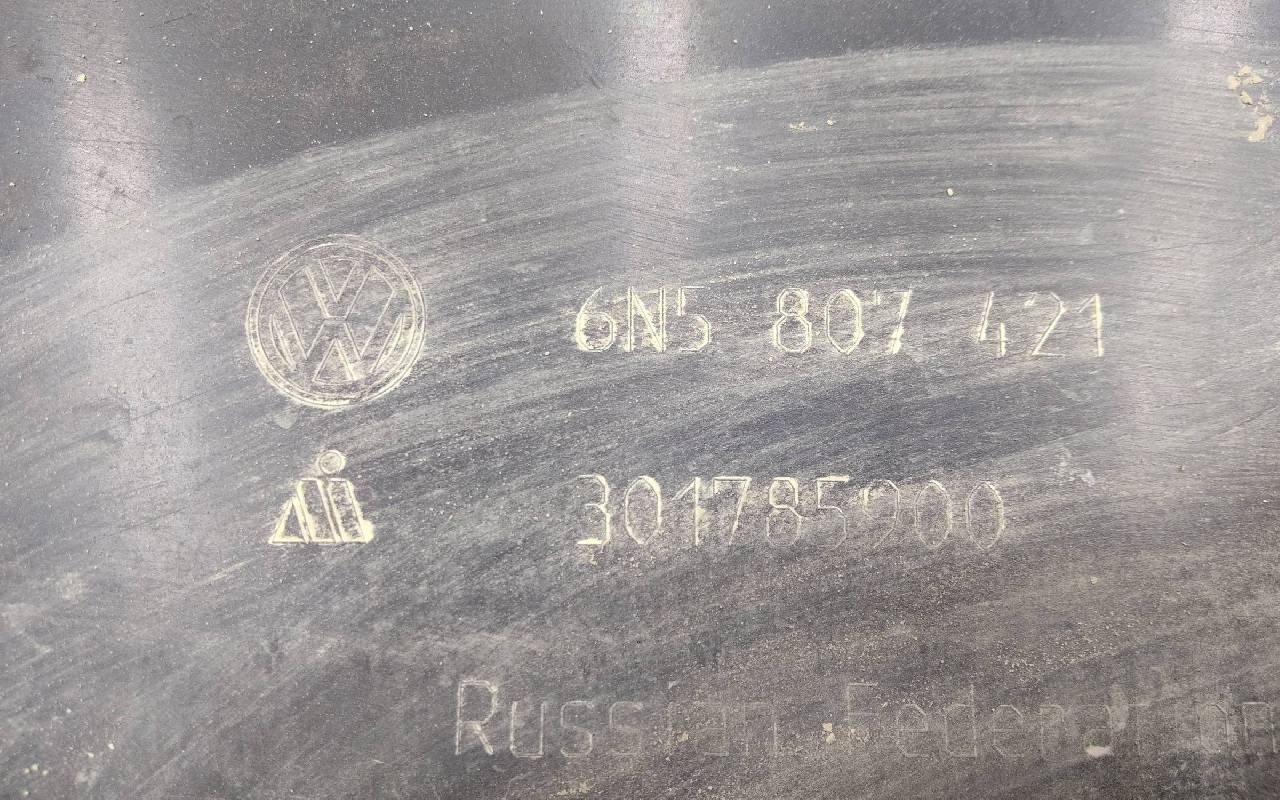 6N5 807 421
301785900
Russian Federation